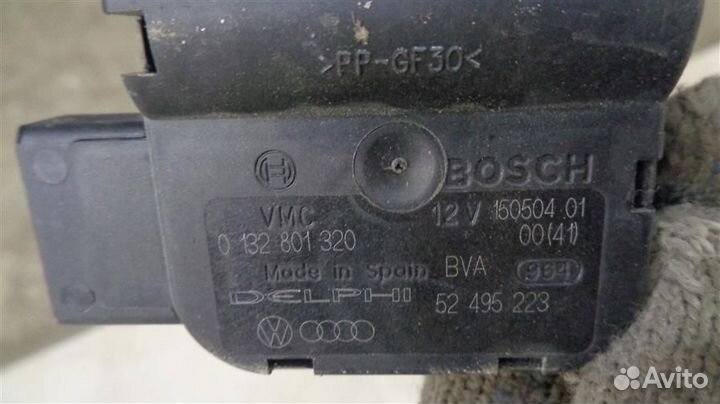 >PP-GF30<
BOSCH
VMC 12 V 150504 01
0 132 801 320 00(41)
Made in Spain BVA 964
DELPHI 52 495 223
Avito